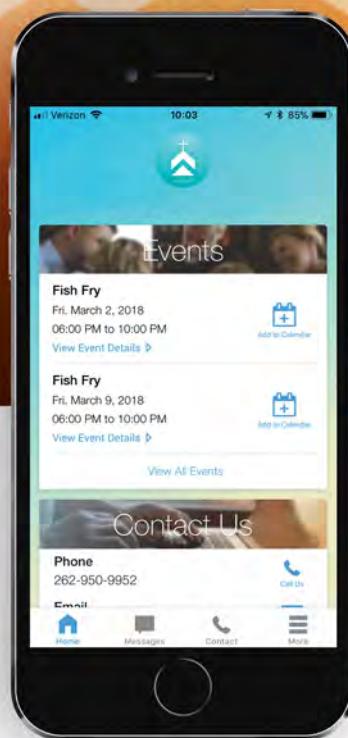 Verizon
10:03
85%
Events
Fish Fry
Fri. March 2, 2018
06:00 PM to 10:00 PM
View Event Details
Add to Calendar
Fish Fry
Fri. March 9, 2018
06:00 PM to 10:00 PM
View Event Details
Add to Calendar
View All Events
Contact Us
Phone
262-950-9952
Call Us
Email
Home
Messages
Contact
More